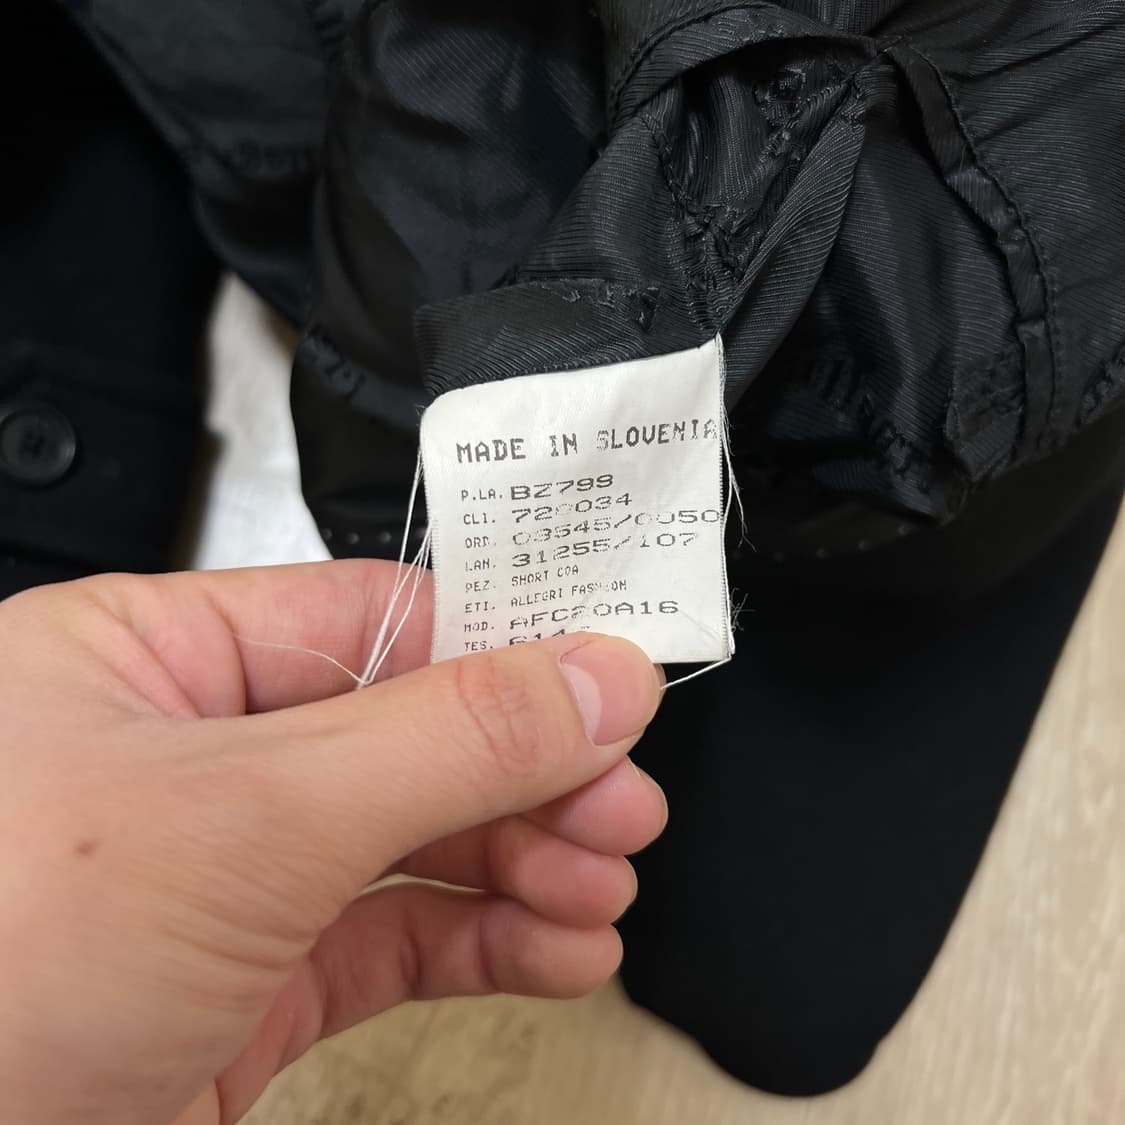 MADE IN SLOVENIA
P.LA. BZ799
CLI. 720034
ORD. 03545/0050
LAN. 31255/107
PEZ. SHORT COA
ETI. ALLEGRI FASHION
MOD. AFC20A16
TES.